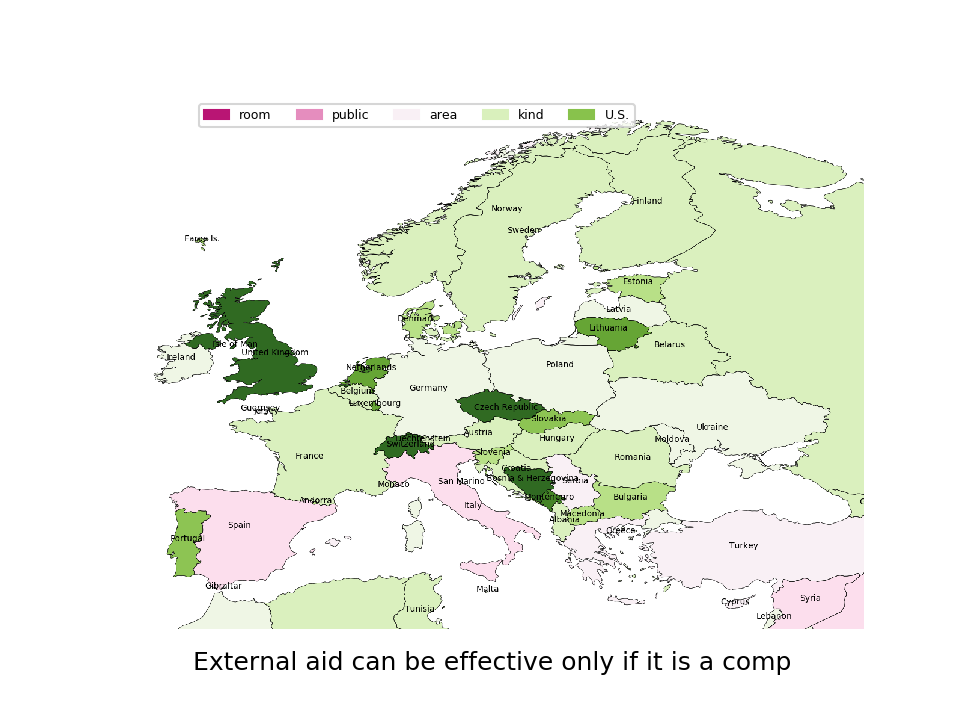 room public area kind U.S.
Norway
Finland
Sweden
Faroe Is.
Estonia
Latvia
Denmark
Lithuania
Isle of Man
Belarus
United Kingdom
Ireland
Poland
Netherlands
Germany
Belgium
Luxembourg
Czech Republic
Guernsey
Slovakia
Ukraine
Austria
Liechtenstein
Hungary
Moldova
Switzerland
Slovenia
France
Romania
Croatia
Bosnia & Herzegovina
Serbia
San Marino
Monaco
Montenegro
Bulgaria
Andorra
Italy
Macedonia
Albania
Spain
Greece
Portugal
Turkey
Gibraltar
Malta
Syria
Cyprus
Tunisia
Lebanon
External aid can be effective only if it is a comp